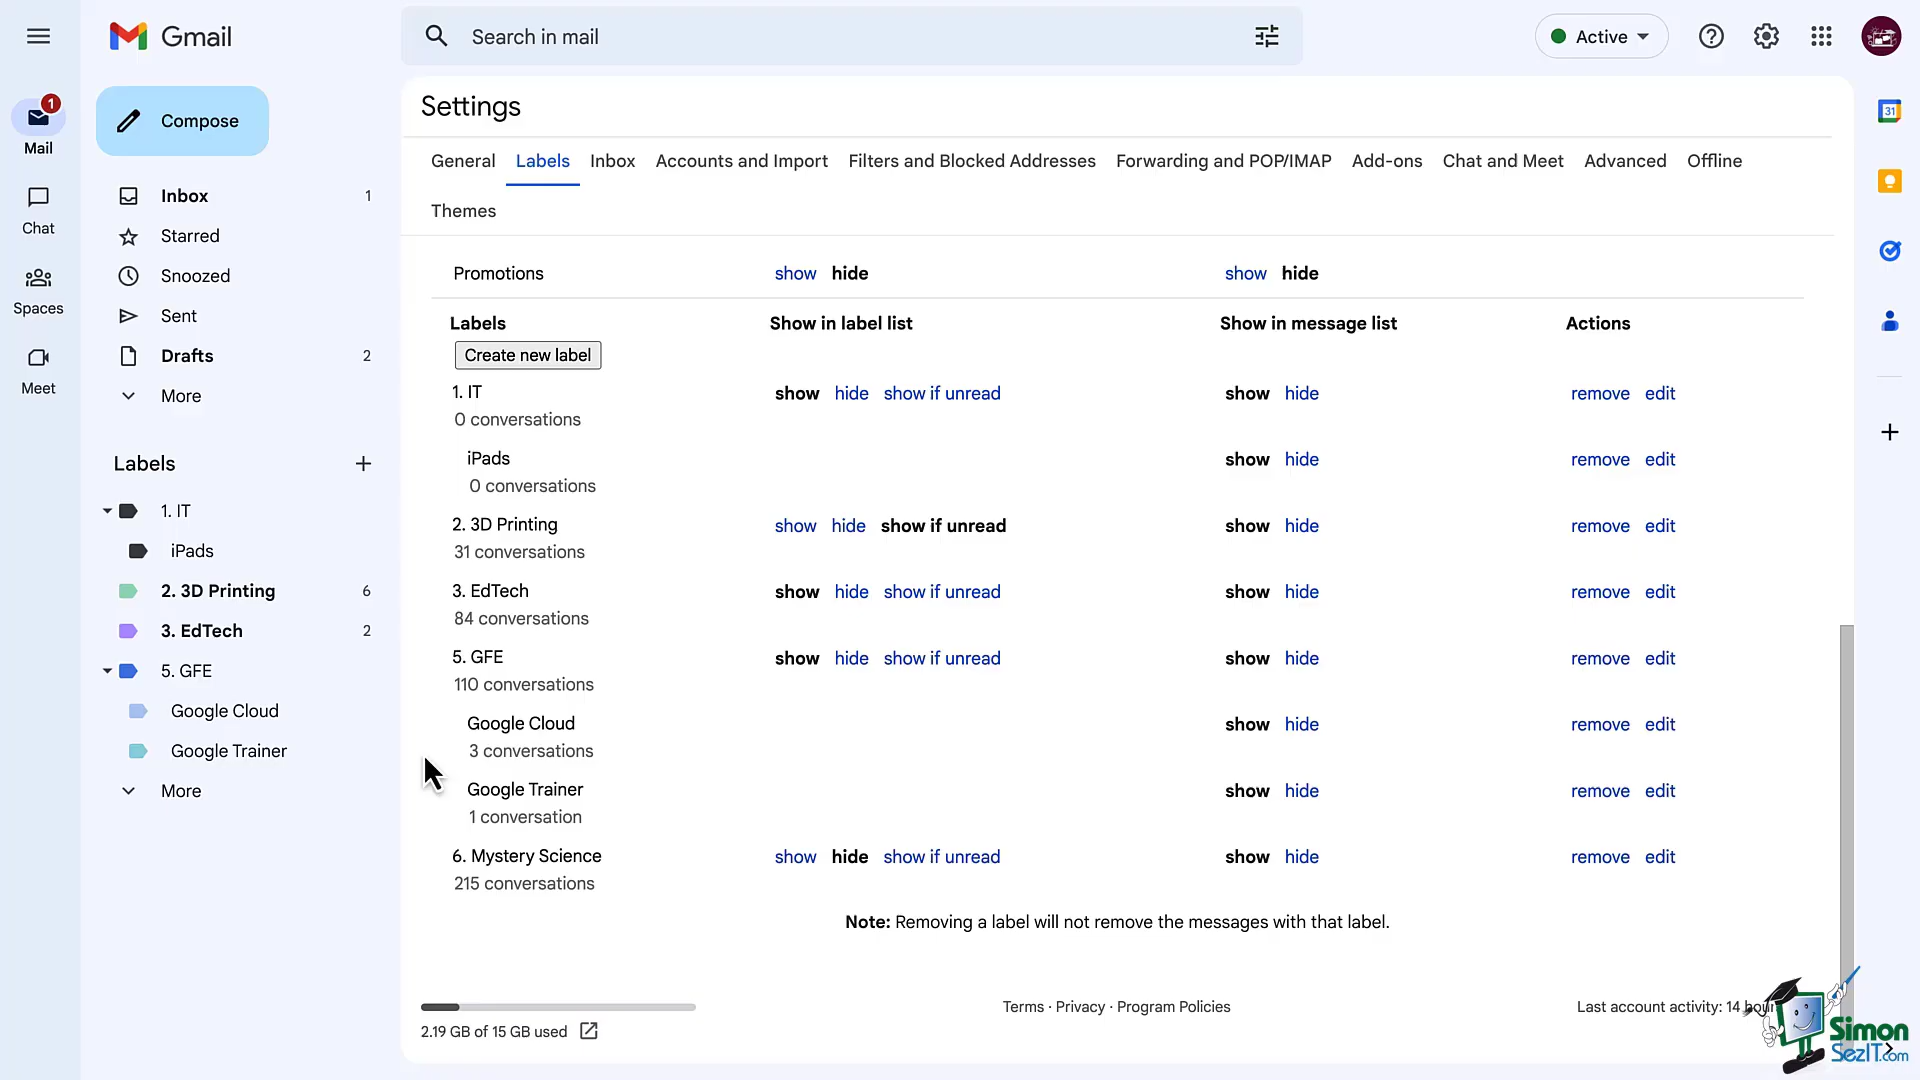 Gmail
Search in mail
Active
31
1
Mail
Chat
Spaces
Meet
Compose
Inbox 1
Starred
Snoozed
Sent
Drafts 2
More
Labels
1. IT
iPads
2. 3D Printing 6
3. EdTech 2
5. GFE
Google Cloud
Google Trainer
More
Settings
General Labels Inbox Accounts and Import Filters and Blocked Addresses Forwarding and POP/IMAP Add-ons Chat and Meet Advanced Offline
Themes
Promotions show hide show hide
Labels Show in label list Show in message list Actions
Create new label
1. IT show hide show if unread show hide remove edit
0 conversations
iPads show hide remove edit
0 conversations
2. 3D Printing show hide show if unread show hide remove edit
31 conversations
3. EdTech show hide show if unread show hide remove edit
84 conversations
5. GFE show hide show if unread show hide remove edit
110 conversations
Google Cloud show hide remove edit
3 conversations
Google Trainer show hide remove edit
1 conversation
6. Mystery Science show hide show if unread show hide remove edit
215 conversations
Note: Removing a label will not remove the messages with that label.
2.19 GB of 15 GB used
Terms · Privacy · Program Policies
Last account activity: 14
Simon
SezIT.com